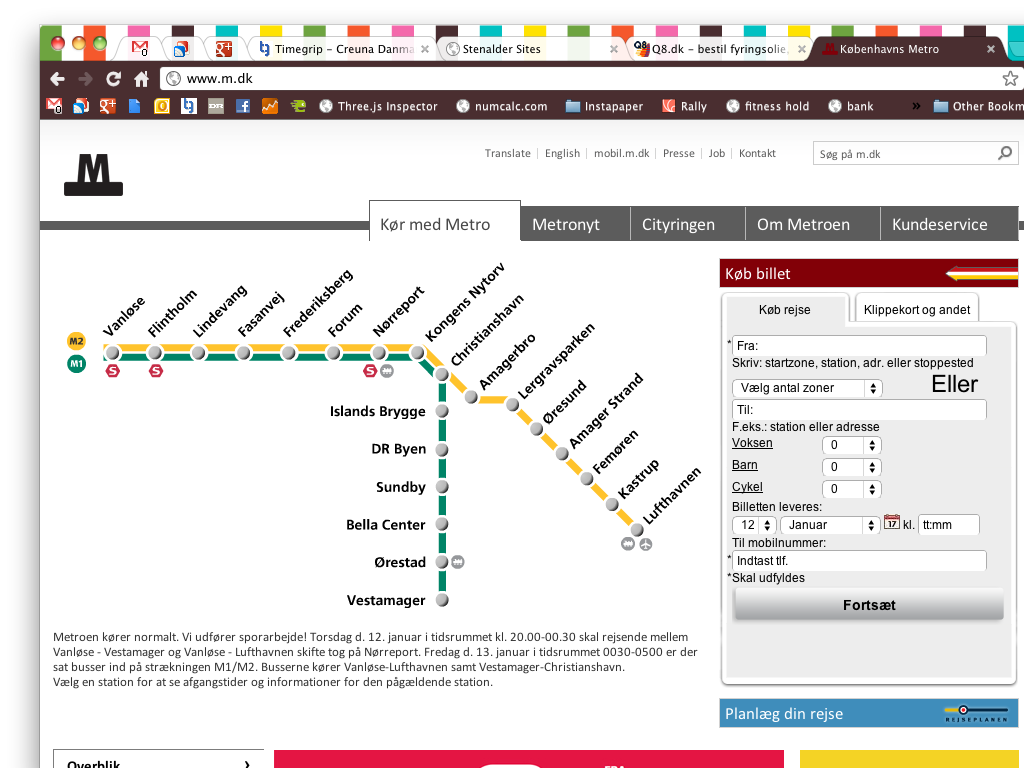 Timegrip – Creuna Danma
Stenalder Sites
Q8.dk – bestil fyringsolie,
Københavns Metro
www.m.dk
Three.js Inspector
numcalc.com
Instapaper
Rally
fitness hold
bank
»
Other Bookm
M
Translate
English
mobil.m.dk
Presse
Job
Kontakt
Søg på m.dk
Kør med Metro
Metronyt
Cityringen
Om Metroen
Kundeservice
Vanløse
Flintholm
Lindevang
Fasanvej
Frederiksberg
Forum
Nørreport
Kongens Nytorv
Christianshavn
Amagerbro
Lergravsparken
Øresund
Amager Strand
Femøren
Kastrup
Lufthavnen
M2
M1
Islands Brygge
DR Byen
Sundby
Bella Center
Ørestad
Vestamager
Metroen kører normalt. Vi udfører sporarbejde! Torsdag d. 12. januar i tidsrummet kl. 20.00-00.30 skal rejsende mellem
Vanløse - Vestamager og Vanløse - Lufthavnen skifte tog på Nørreport. Fredag d. 13. januar i tidsrummet 0030-0500 er der
sat busser ind på strækningen M1/M2. Busserne kører Vanløse-Lufthavnen samt Vestamager-Christianshavn.
Vælg en station for at se afgangstider og informationer for den pågældende station.
Køb billet
Køb rejse
Klippekort og andet
* Fra:
Skriv: startzone, station, adr. eller stoppested
Vælg antal zoner
Eller
Til:
F.eks.: station eller adresse
Voksen
0
Barn
0
Cykel
0
Billetten leveres:
12
Januar
17
kl.
tt:mm
Til mobilnummer:
* Indtast tlf.
*Skal udfyldes
Fortsæt
Planlæg din rejse
REJSEPLANEN
Overblik